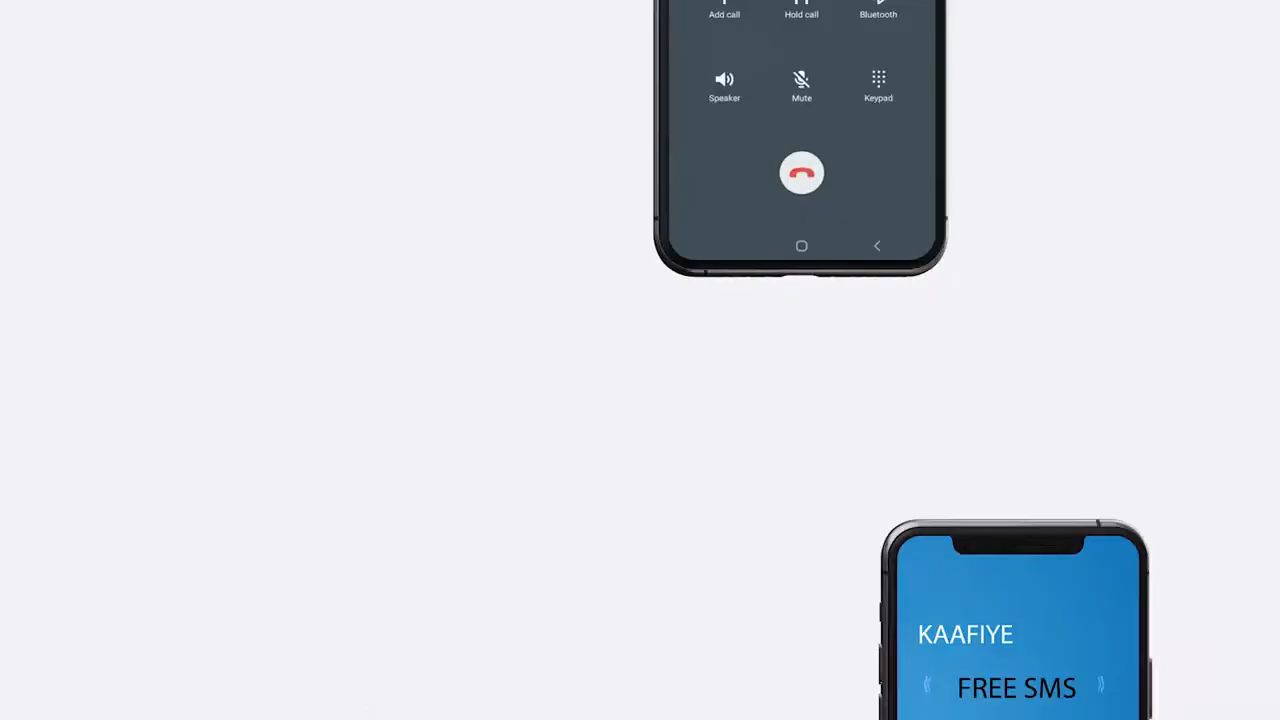 Add call Hold call Bluetooth
Speaker Mute Keypad
KAAFIYE
FREE SMS